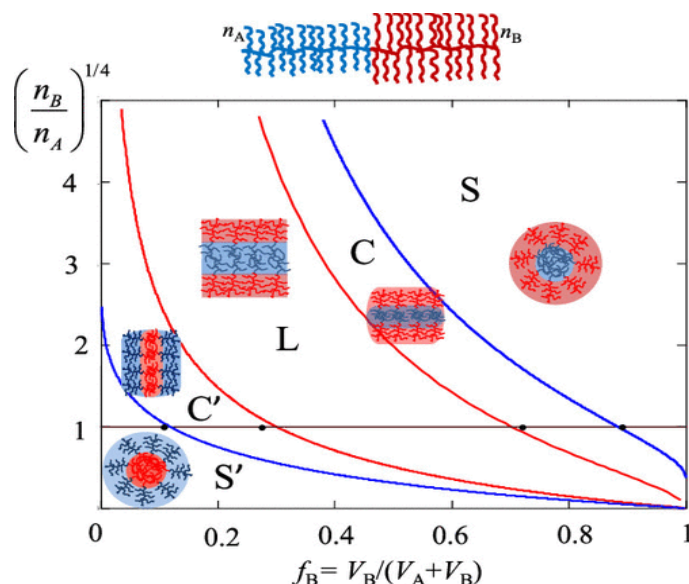 n_A n_B
(n_B/n_A)^{1/4}
4
S
C
3
L
2
C′
1
S′
0 0.2 0.4 0.6 0.8 1
f_B = V_B/(V_A+V_B)